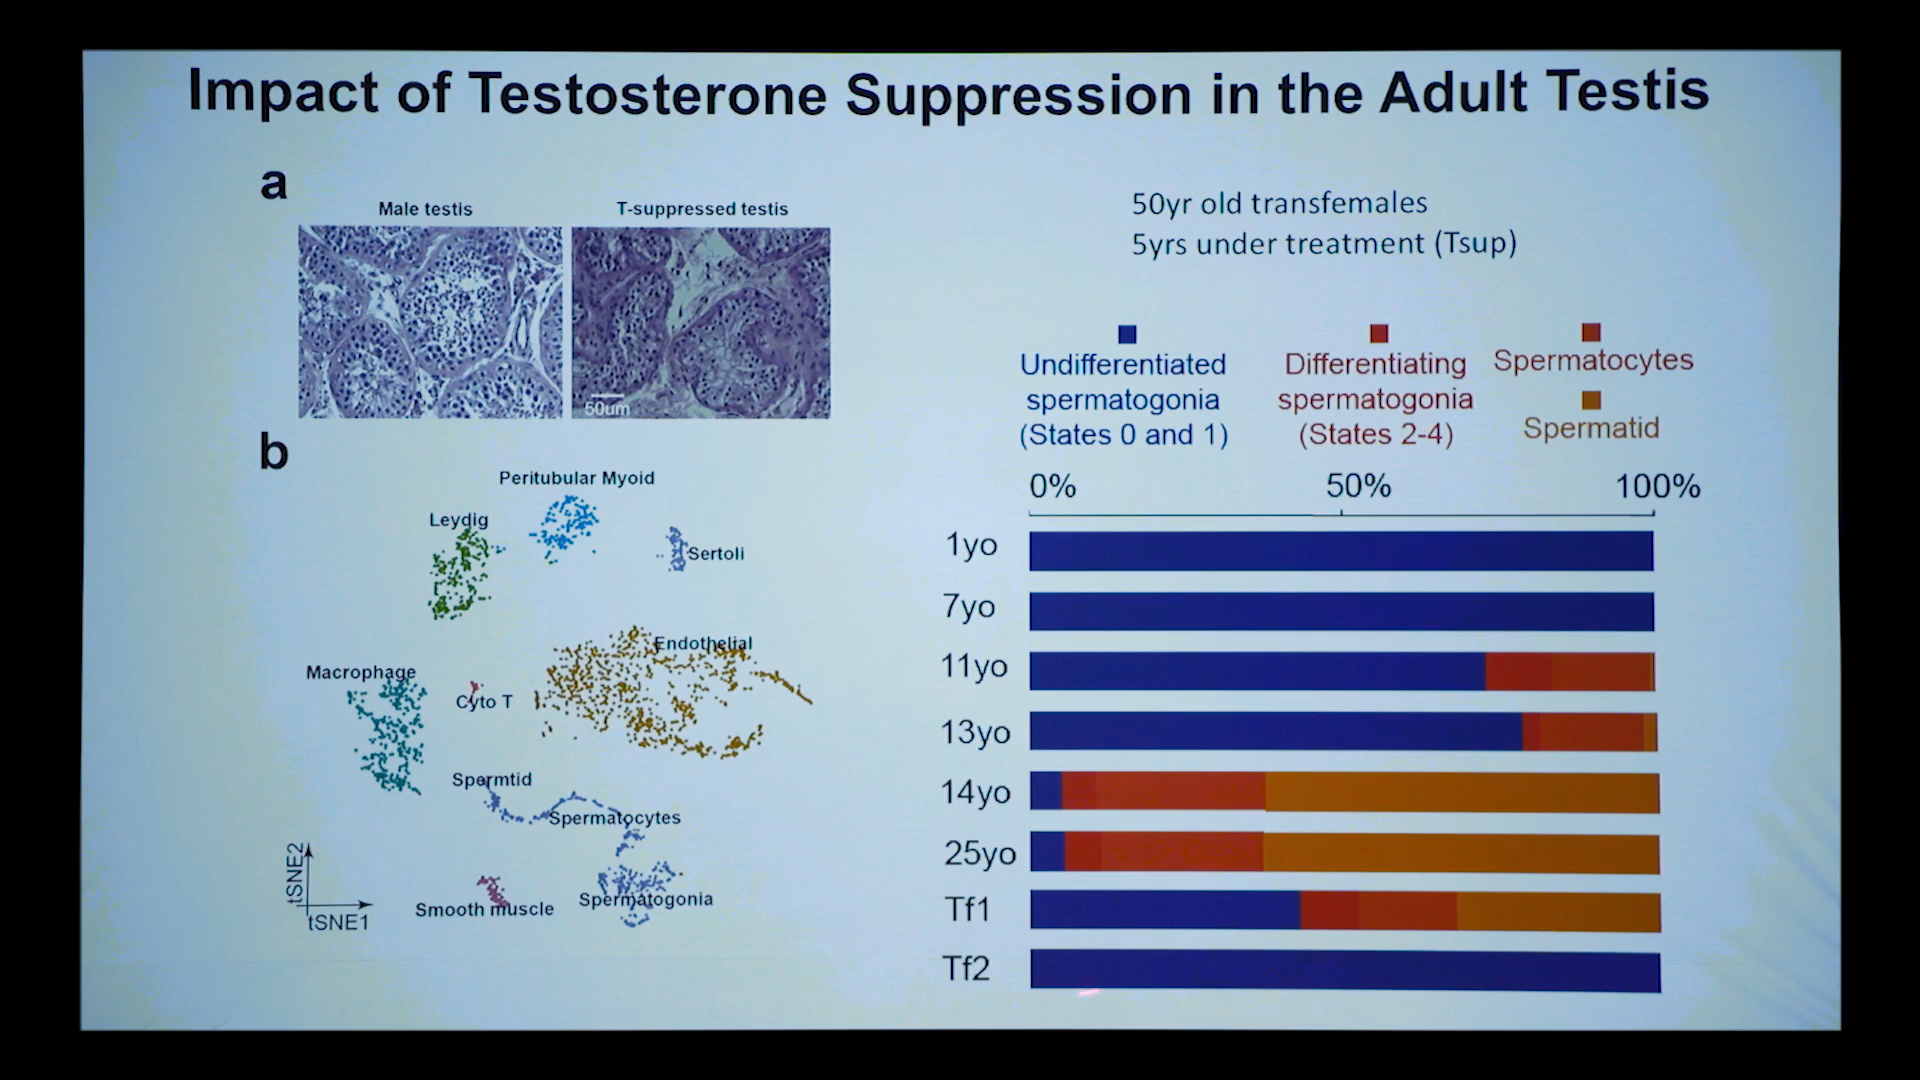 Impact of Testosterone Suppression in the Adult Testis
a
Male testis
T-suppressed testis
50um
b
Peritubular Myoid
Leydig
Sertoli
Endothelial
Macrophage
Cyto T
Spermtid
Spermatocytes
Spermatogonia
Smooth muscle
tSNE2
tSNE1
50yr old transfemales
5yrs under treatment (Tsup)
Undifferentiated
spermatogonia
(States 0 and 1)
Differentiating
spermatogonia
(States 2-4)
Spermatocytes
Spermatid
0%
50%
100%
1yo
7yo
11yo
13yo
14yo
25yo
Tf1
Tf2